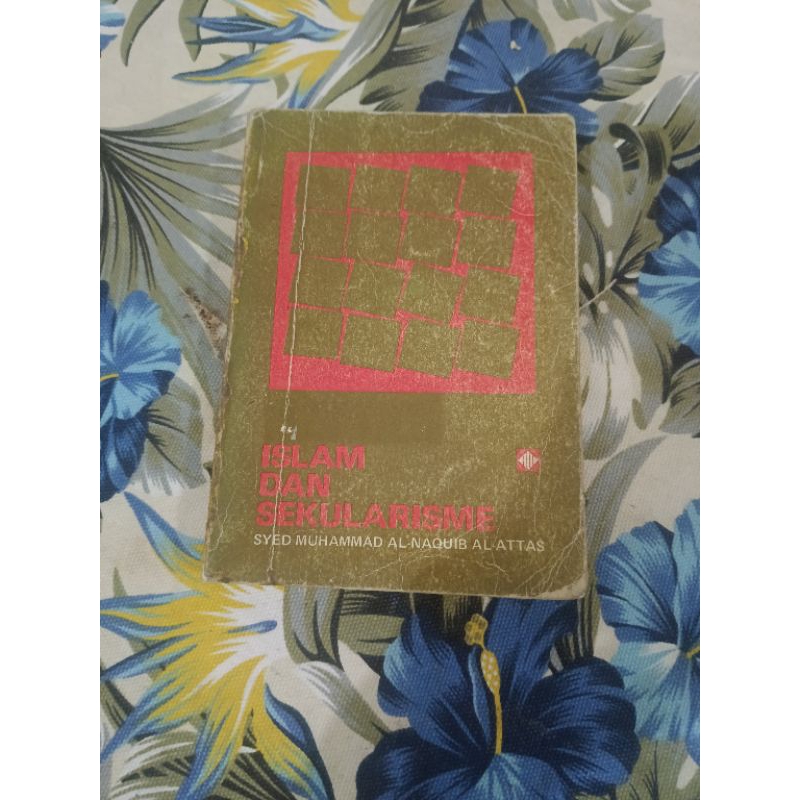 ISLAM
DAN
SEKULARISME
SYED MUHAMMAD AL-NAQUIB AL-ATTAS